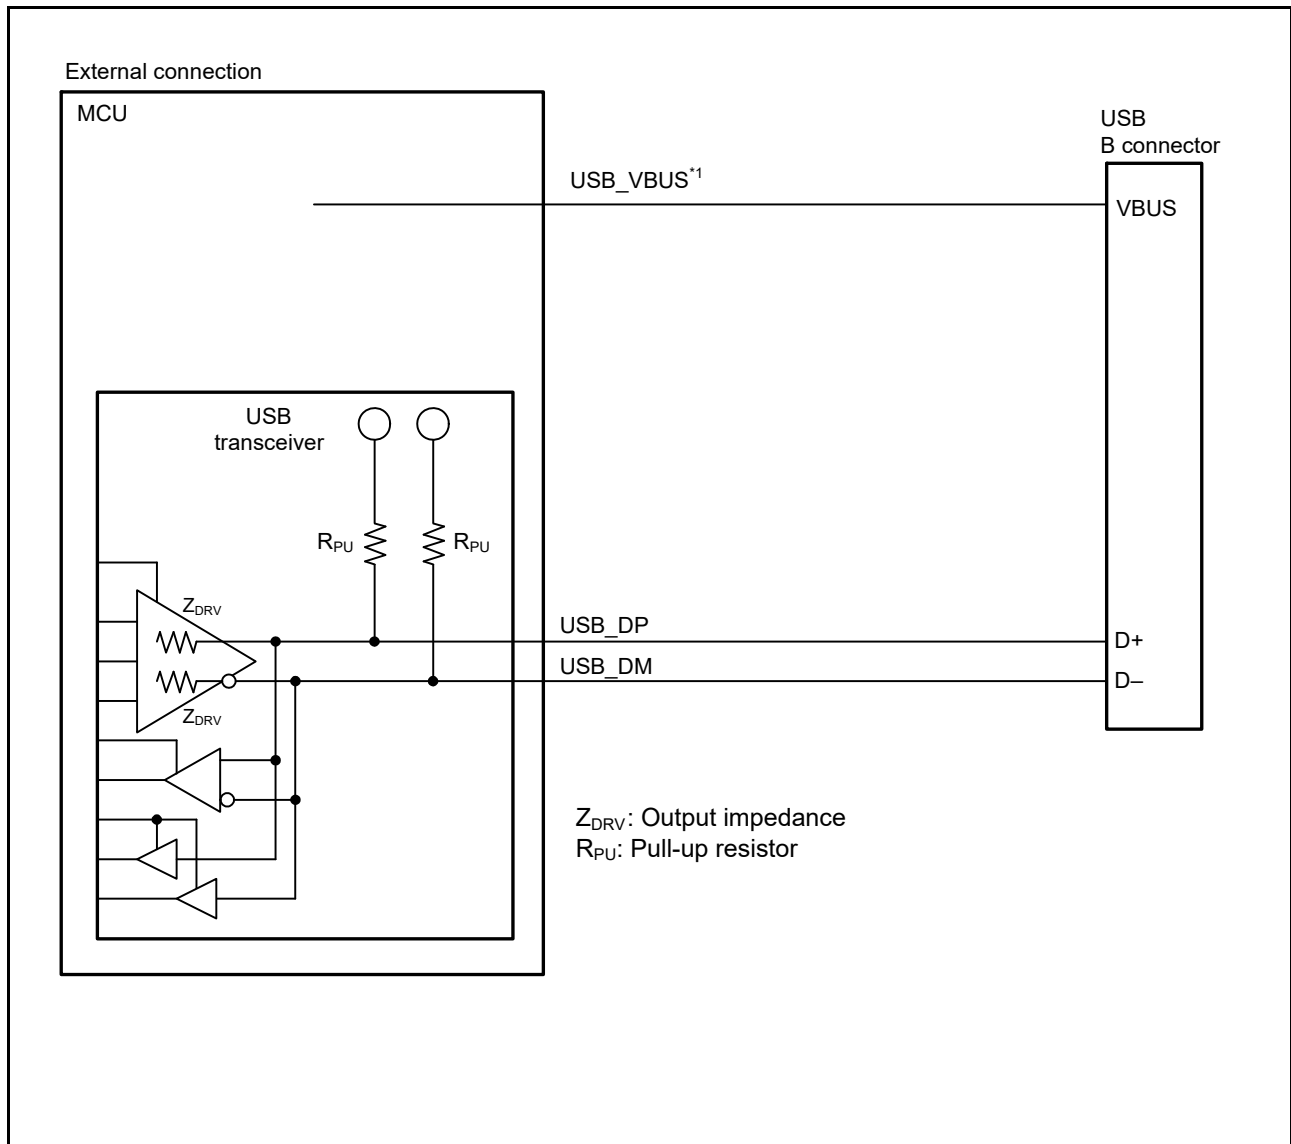 External connection
MCU
USB
B connector
USB_VBUS*1
VBUS
USB
transceiver
RPU
RPU
ZDRV
USB_DP
D+
USB_DM
D–
ZDRV
ZDRV: Output impedance
RPU: Pull-up resistor